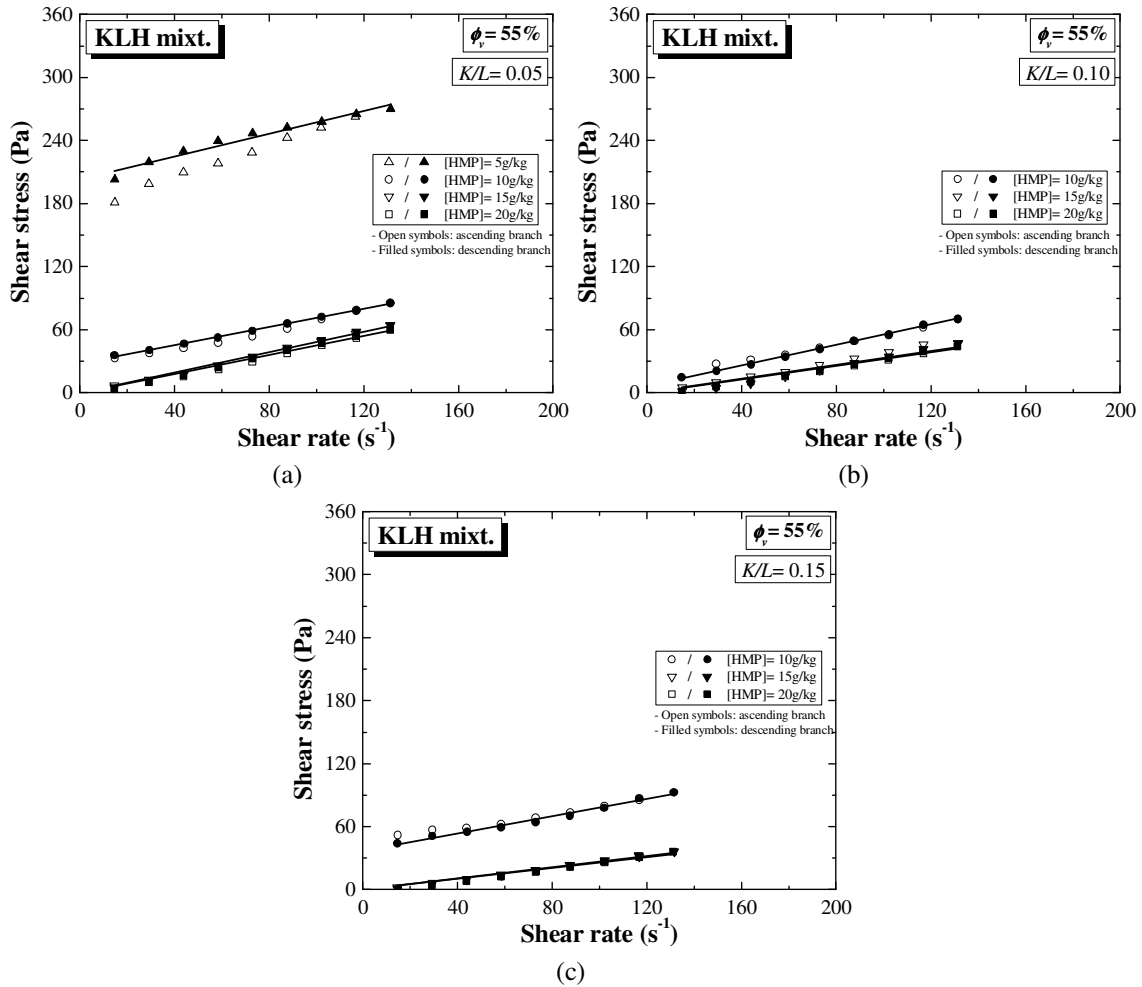 KLH mixt.
ϕv = 55%
K/L= 0.05
360
300
240
180
120
60
0
Shear stress (Pa)
△ / ▲ [HMP]= 5g/kg
○ / ● [HMP]= 10g/kg
▽ / ▼ [HMP]= 15g/kg
□ / ■ [HMP]= 20g/kg
- Open symbols: ascending branch
- Filled symbols: descending branch
0 40 80 120 160 200
Shear rate (s⁻¹)
(a)
KLH mixt.
ϕv = 55%
K/L= 0.10
360
300
240
180
120
60
0
Shear stress (Pa)
○ / ● [HMP]= 10g/kg
▽ / ▼ [HMP]= 15g/kg
□ / ■ [HMP]= 20g/kg
- Open symbols: ascending branch
- Filled symbols: descending branch
0 40 80 120 160 200
Shear rate (s⁻¹)
(b)
KLH mixt.
ϕv = 55%
K/L= 0.15
360
300
240
180
120
60
0
Shear stress (Pa)
○ / ● [HMP]= 10g/kg
▽ / ▼ [HMP]= 15g/kg
□ / ■ [HMP]= 20g/kg
- Open symbols: ascending branch
- Filled symbols: descending branch
0 40 80 120 160 200
Shear rate (s⁻¹)
(c)